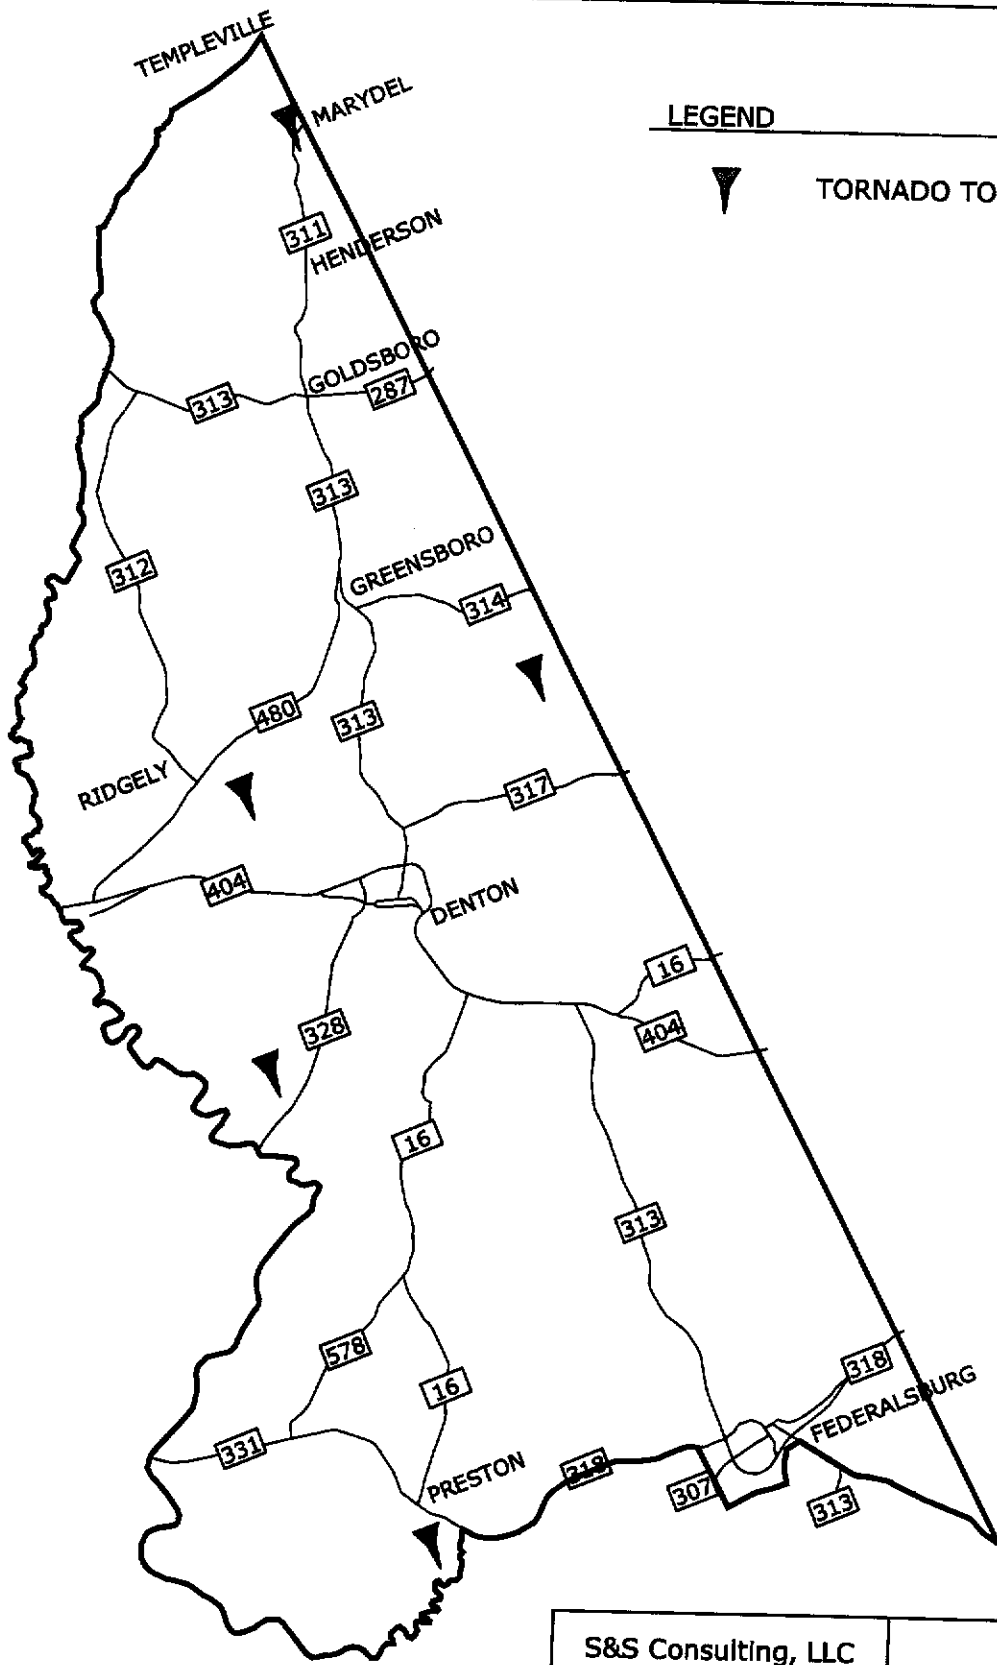 TEMPLEVILLE
MARYDEL
LEGEND
TORNADO TO
311
HENDERSON
GOLDSBORO
313
287
313
GREENSBORO
312
314
480
313
RIDGELY
317
404
DENTON
16
328
404
16
313
578
318
16
FEDERALSBURG
331
PRESTON
318
307
313
S&S Consulting, LLC